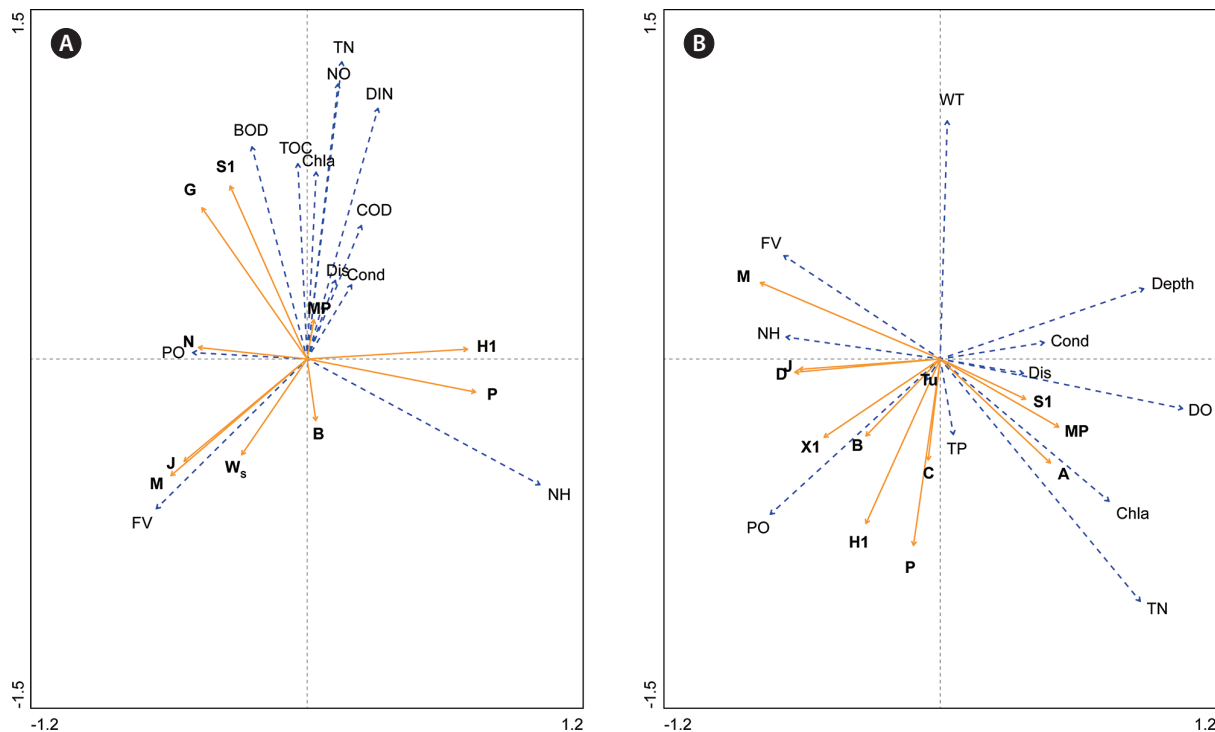 A
1.5
TN
NO
DIN
BOD
TOC
Chla
S1
G
COD
Dis
Cond
MP
N
PO
H1
P
B
J
M
Ws
FV
NH
-1.5
-1.2
1.2
B
1.5
WT
FV
M
Depth
NH
Cond
J
D
Tu
Dis
S1
DO
MP
X1
B
TP
C
A
Chla
PO
H1
P
TN
-1.5
-1.2
1.2